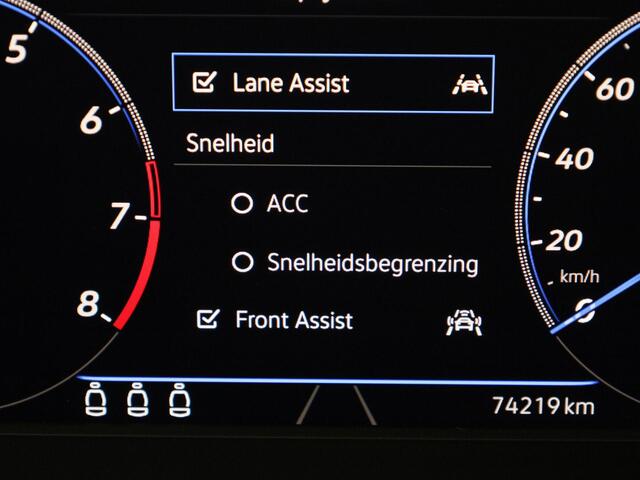 Lane Assist
Snelheid
ACC
Snelheidsbegrenzing
Front Assist
5
6
7
8
60
40
20
km/h
0
74219 km